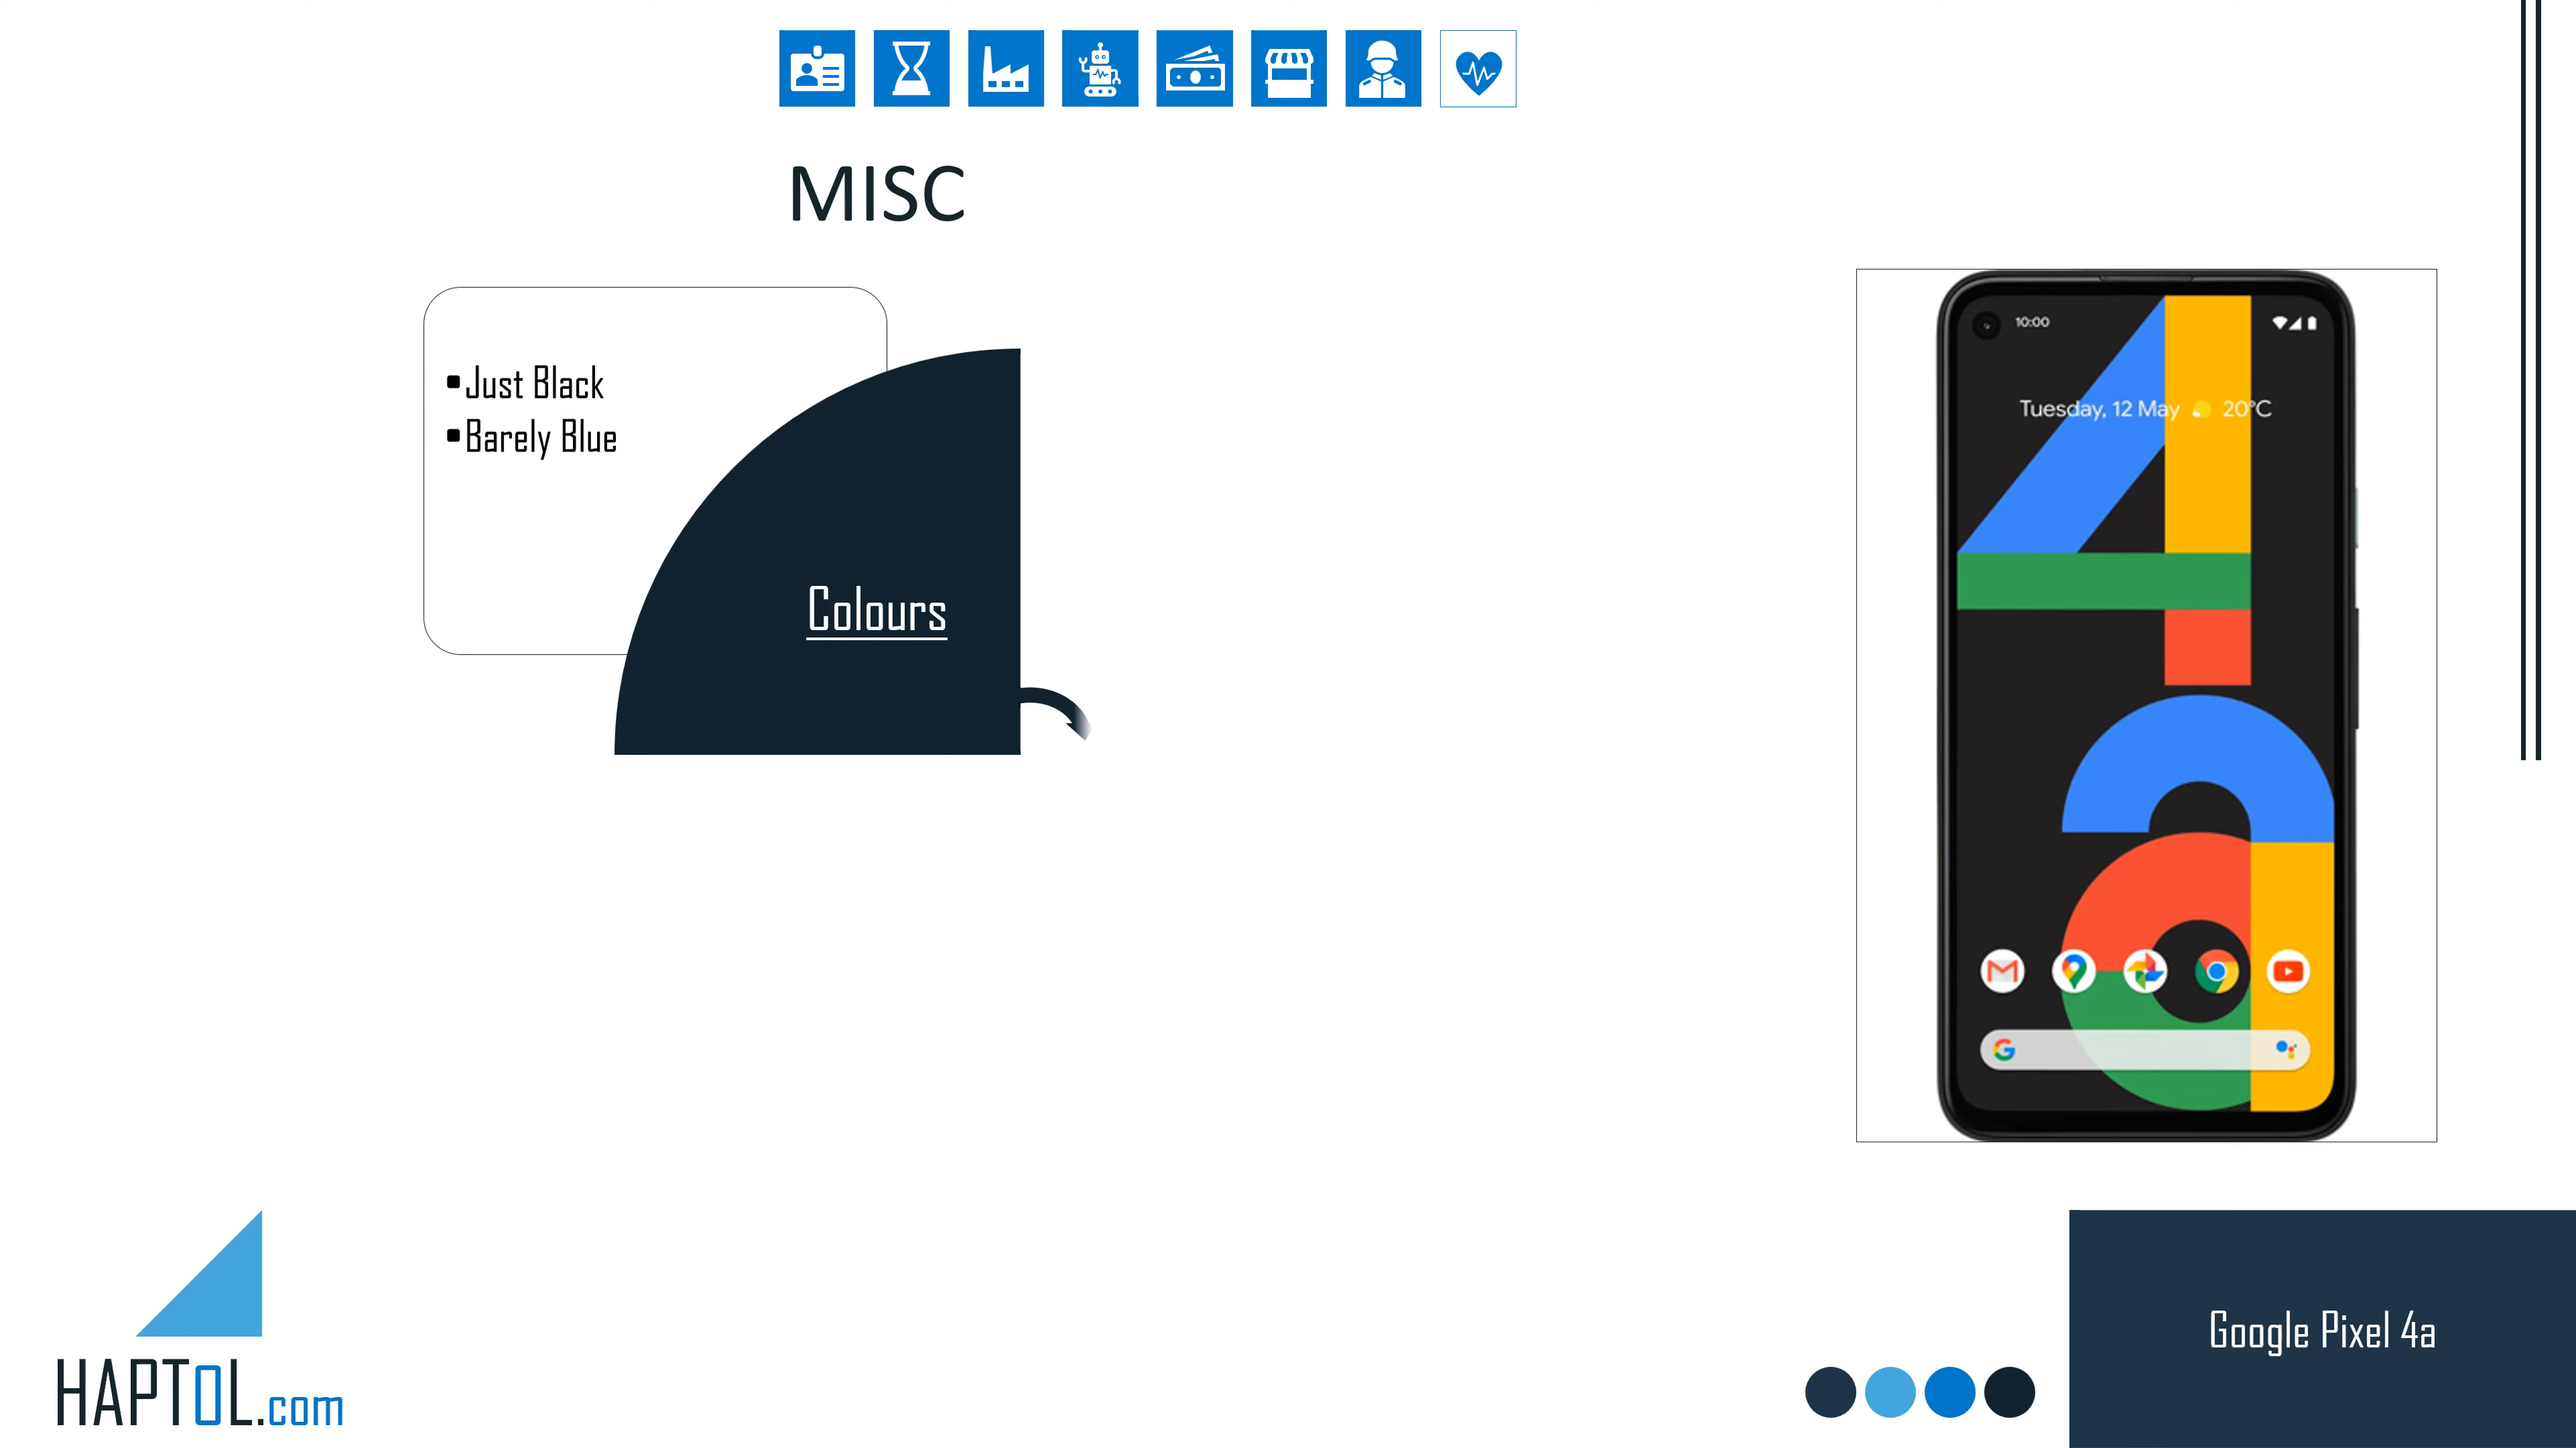 MISC
▪Just Black
▪Barely Blue
Colours
10:00
Tuesday, 12 May 20°C
Google Pixel 4a
HAPTOL.com